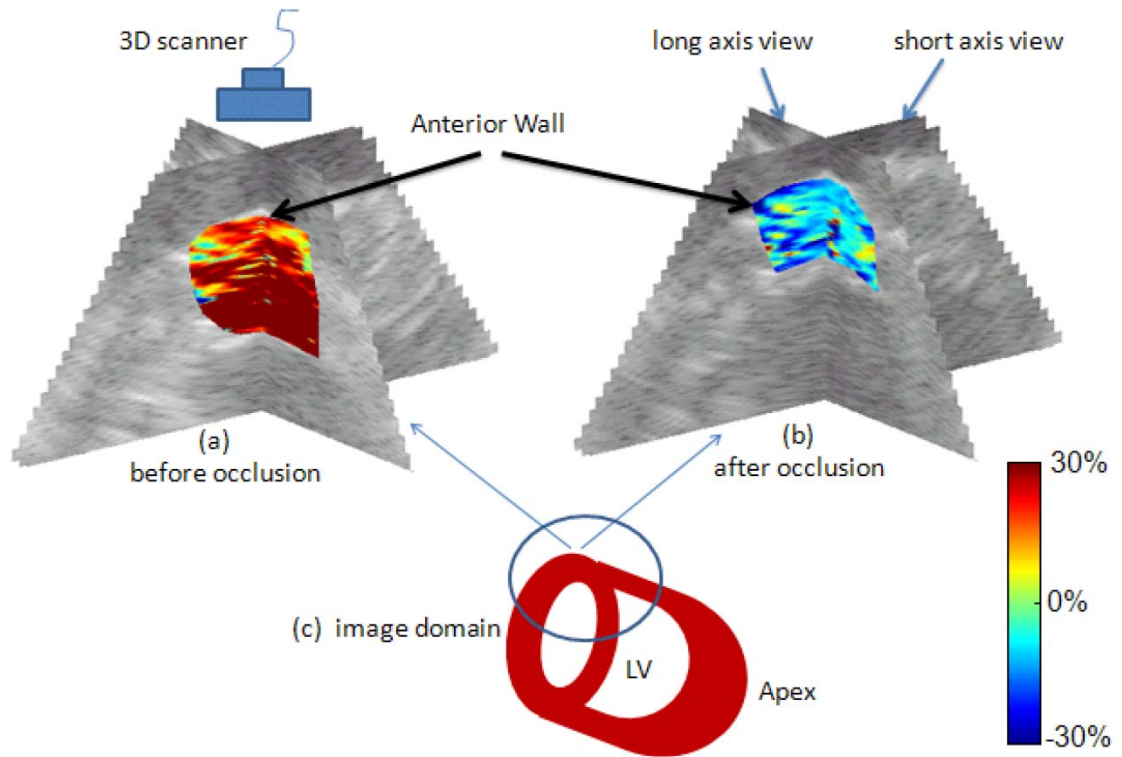 3D scanner
long axis view
short axis view
Anterior Wall
(a)
before occlusion
(b)
after occlusion
30%
0%
-30%
(c) image domain
LV
Apex